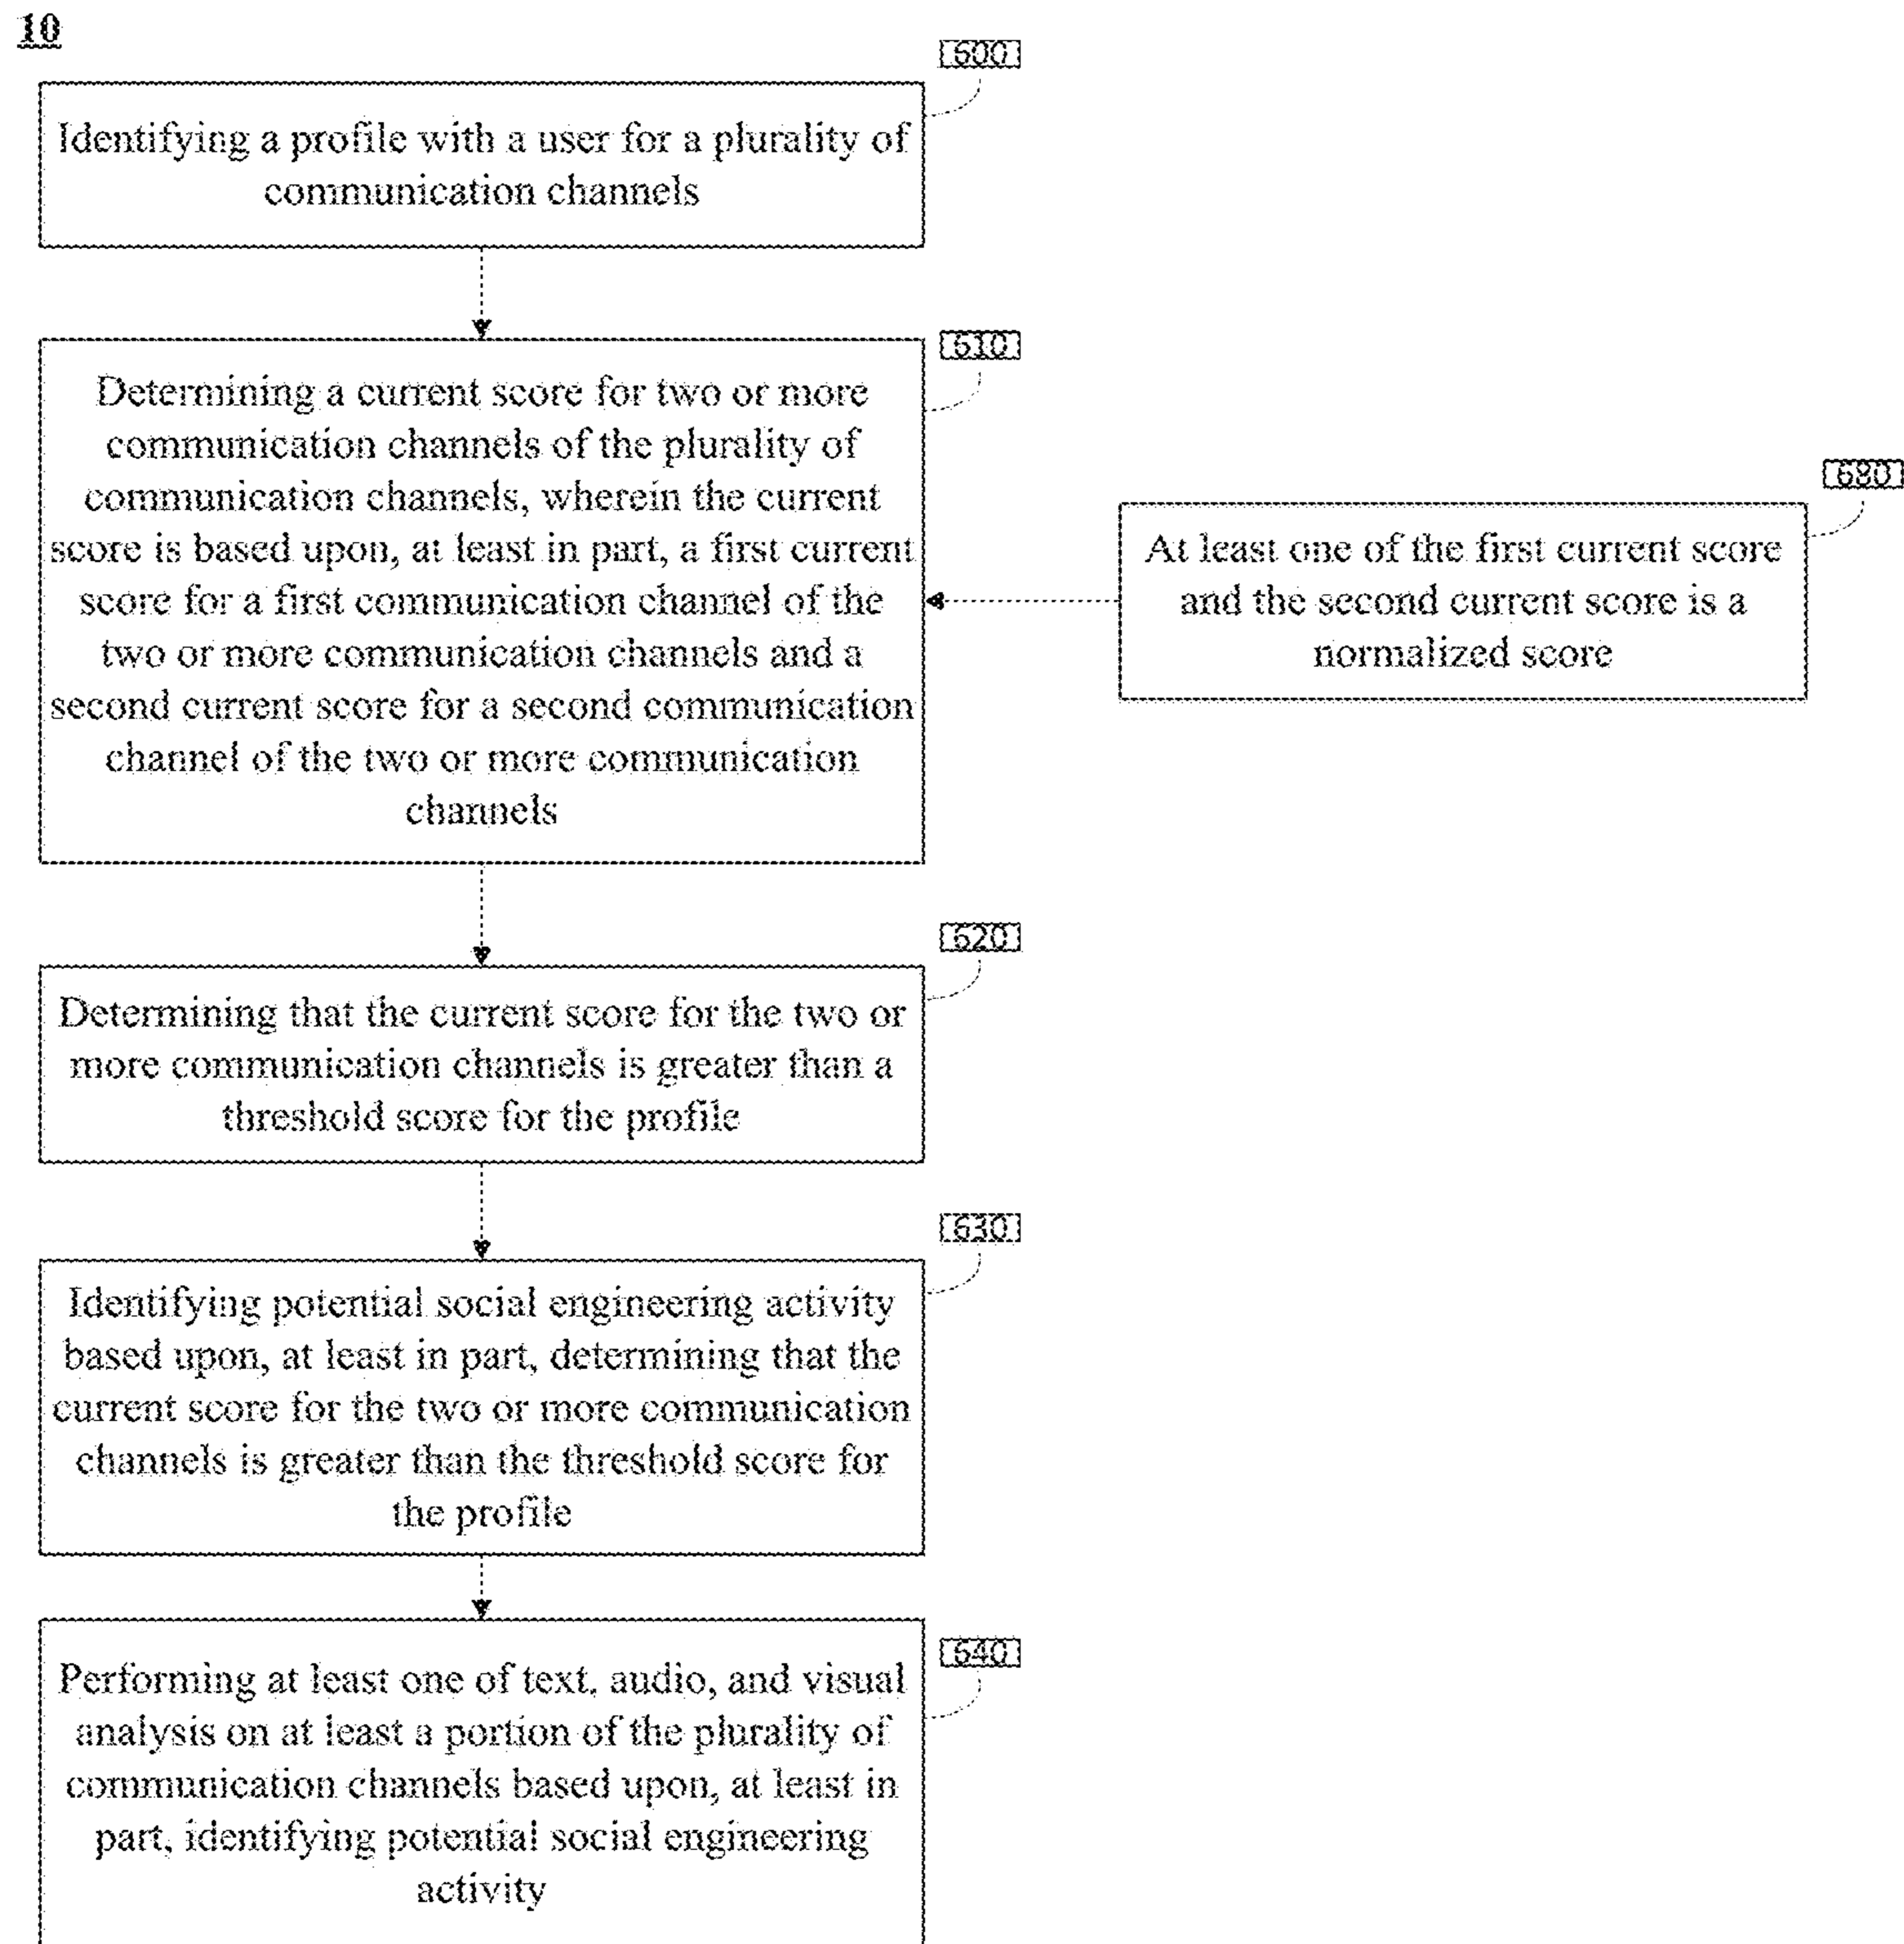 10
600
Identifying a profile with a user for a plurality of
communication channels
610
Determining a current score for two or more
communication channels of the plurality of
communication channels, wherein the current
score is based upon, at least in part, a first current
score for a first communication channel of the
two or more communication channels and a
second current score for a second communication
channel of the two or more communication
channels
680
At least one of the first current score
and the second current score is a
normalized score
620
Determining that the current score for the two or
more communication channels is greater than a
threshold score for the profile
630
Identifying potential social engineering activity
based upon, at least in part, determining that the
current score for the two or more communication
channels is greater than the threshold score for
the profile
640
Performing at least one of text, audio, and visual
analysis on at least a portion of the plurality of
communication channels based upon, at least in
part, identifying potential social engineering
activity